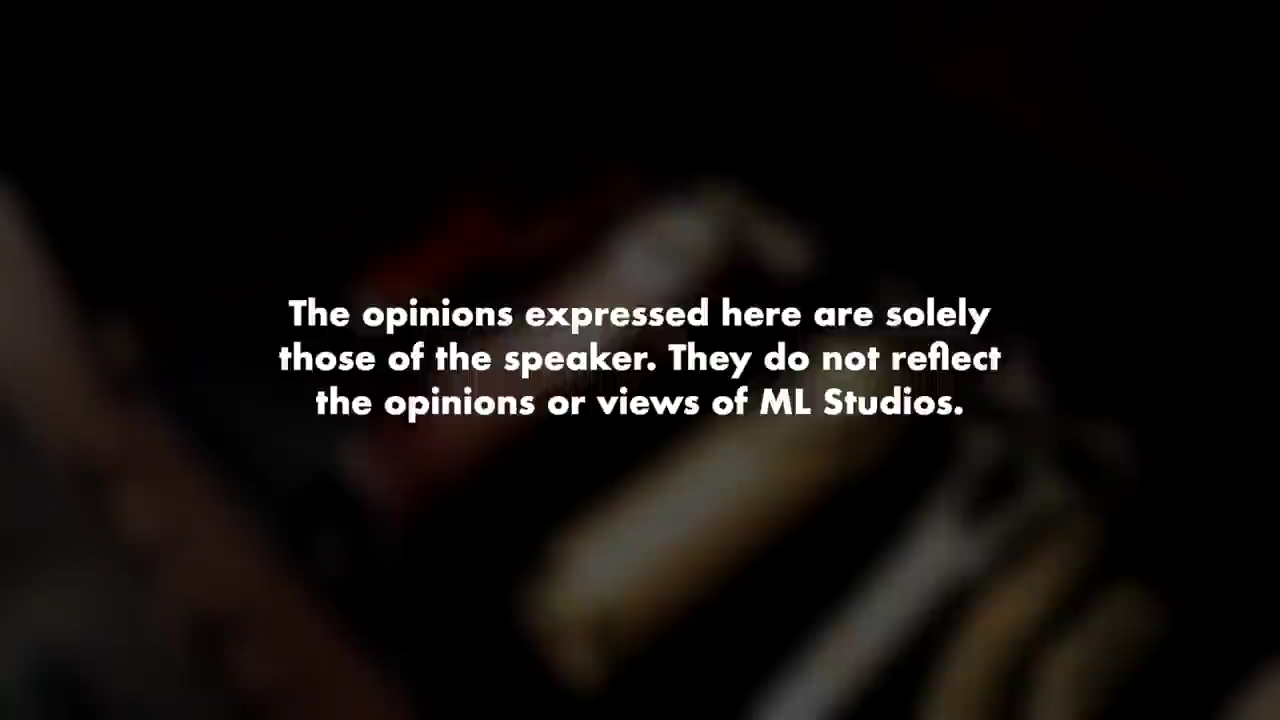 The opinions expressed here are solely
those of the speaker. They do not reflect
the opinions or views of ML Studios.